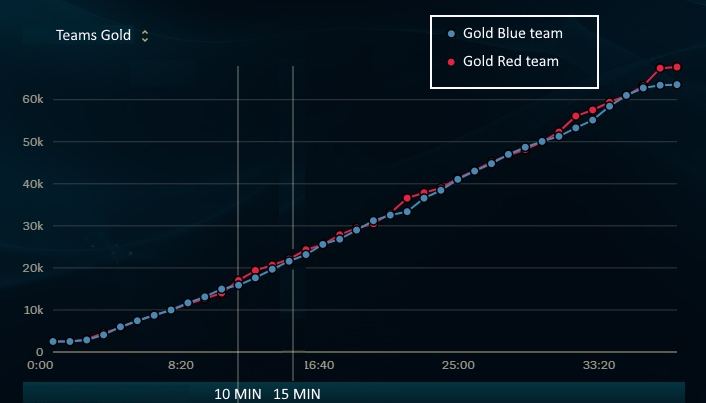 Teams Gold
Gold Blue team
Gold Red team
60k
50k
40k
30k
20k
10k
0
0:00 8:20 16:40 25:00 33:20
10 MIN 15 MIN